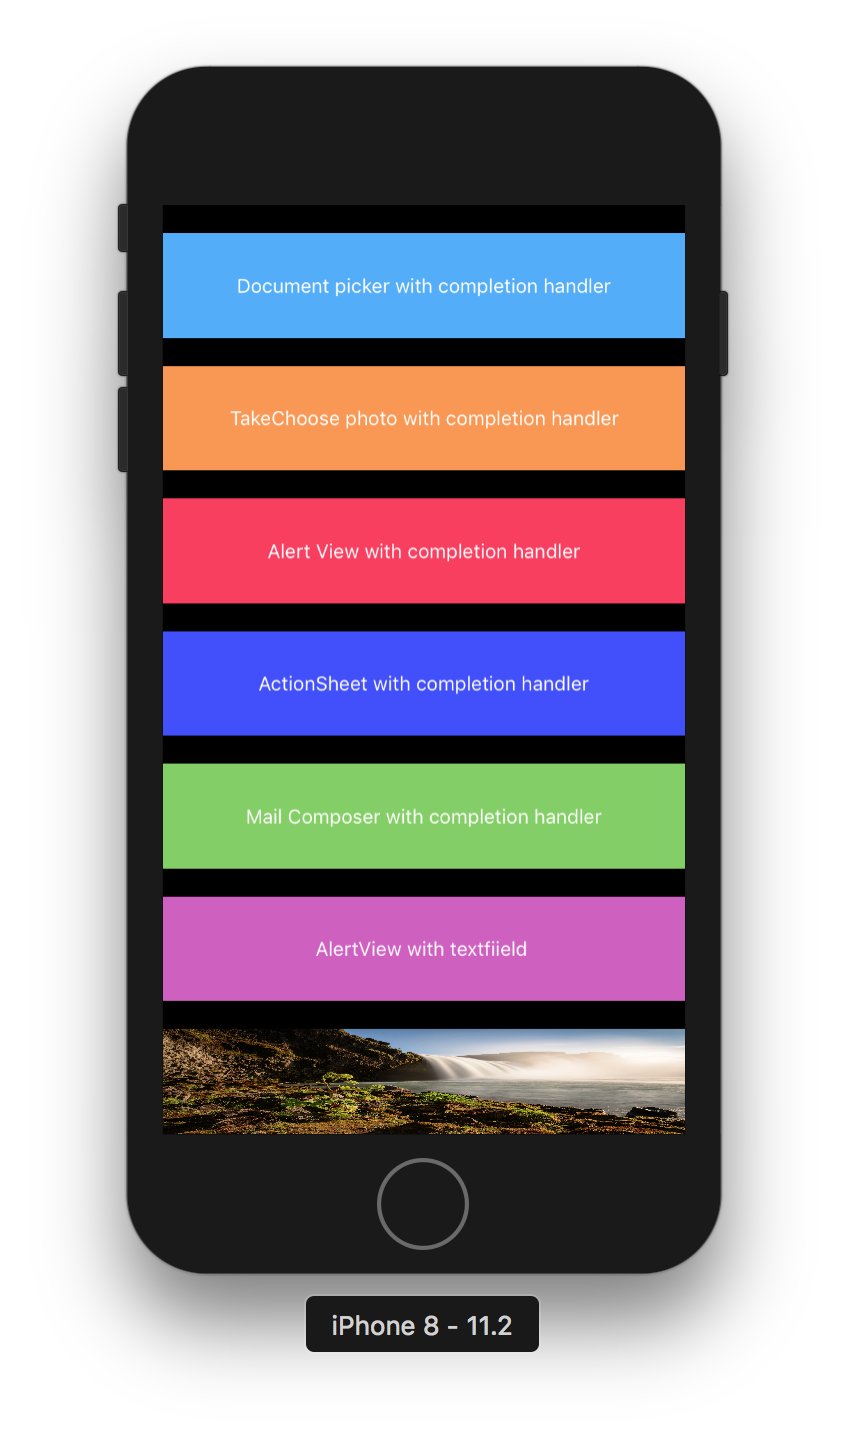 Document picker with completion handler
TakeChoose photo with completion handler
Alert View with completion handler
ActionSheet with completion handler
Mail Composer with completion handler
AlertView with textfiield
iPhone 8 - 11.2